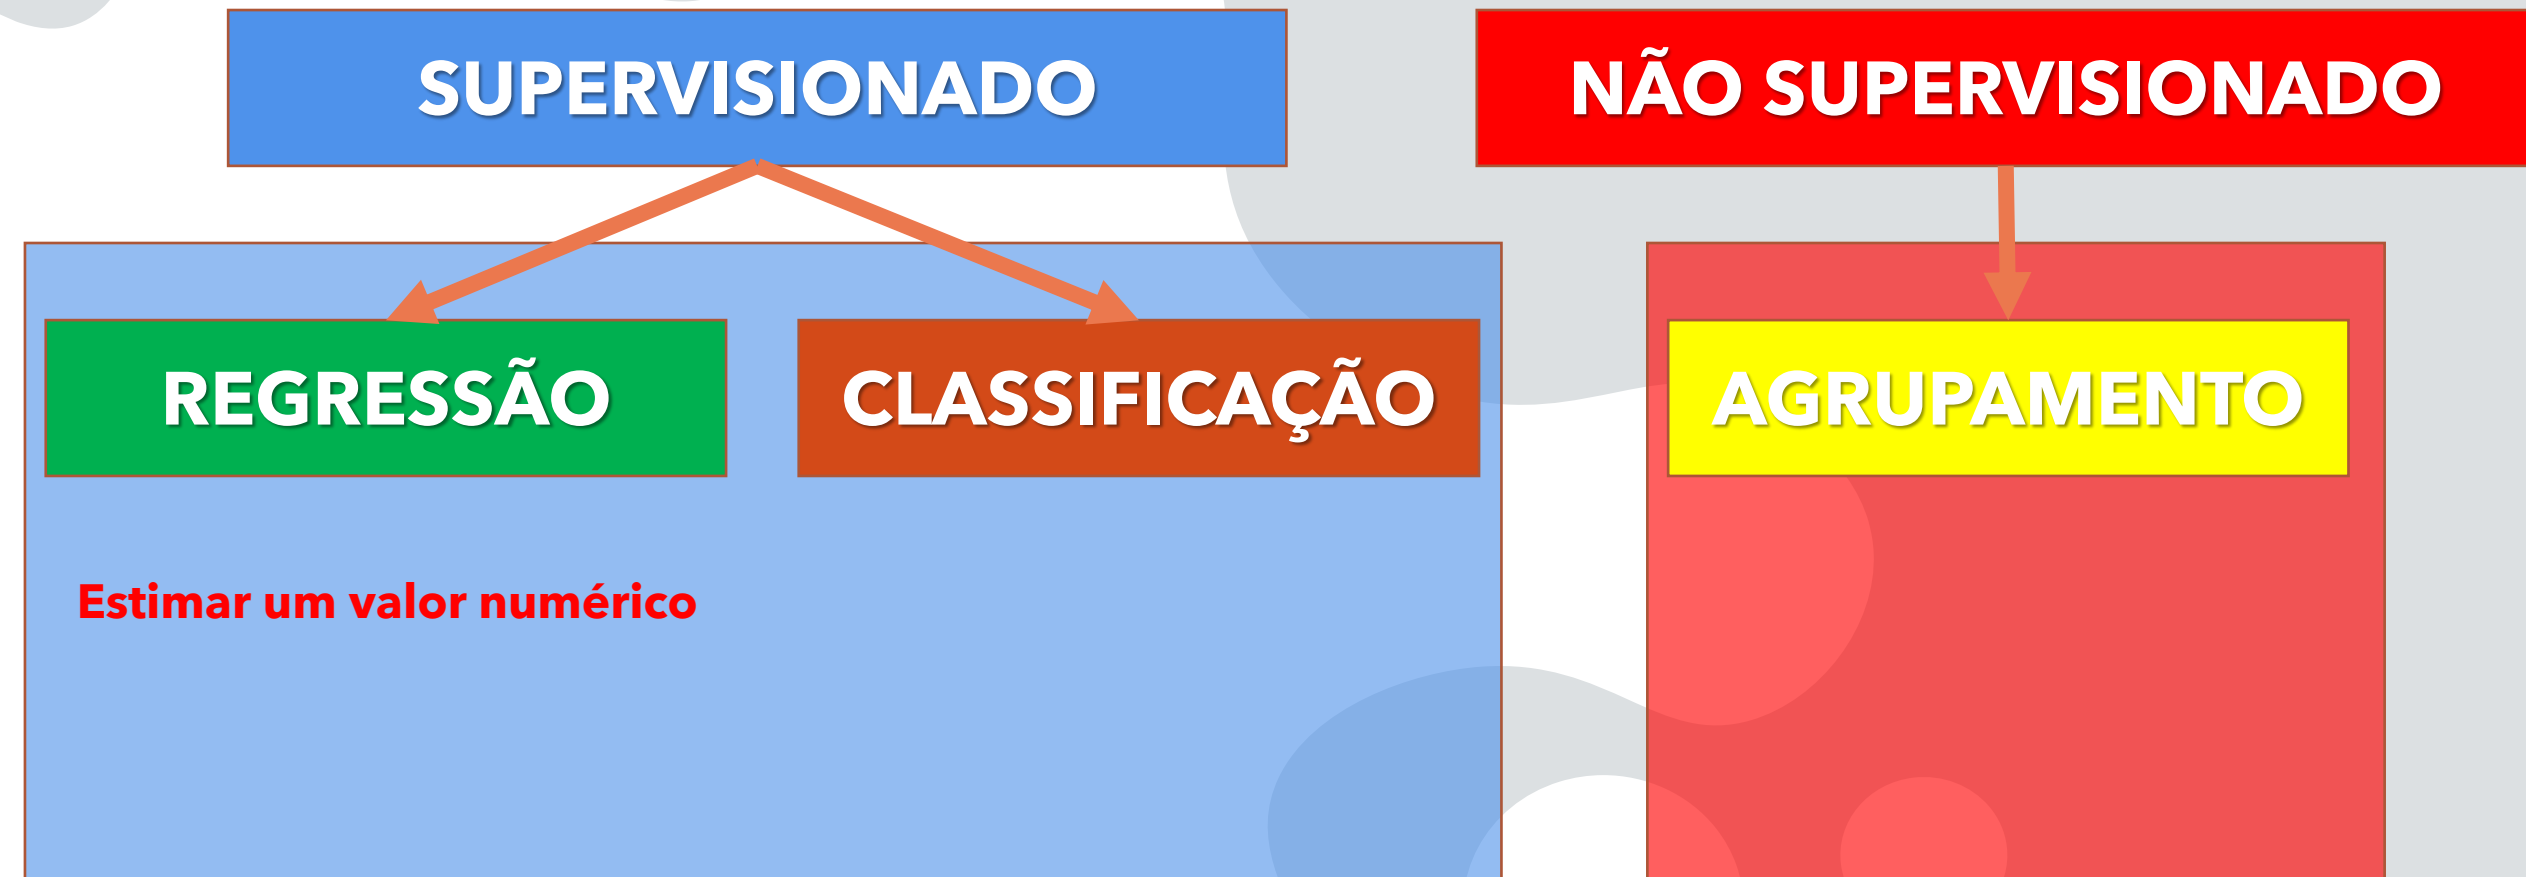 SUPERVISIONADO
NÃO SUPERVISIONADO
REGRESSÃO
CLASSIFICAÇÃO
AGRUPAMENTO
Estimar um valor numérico